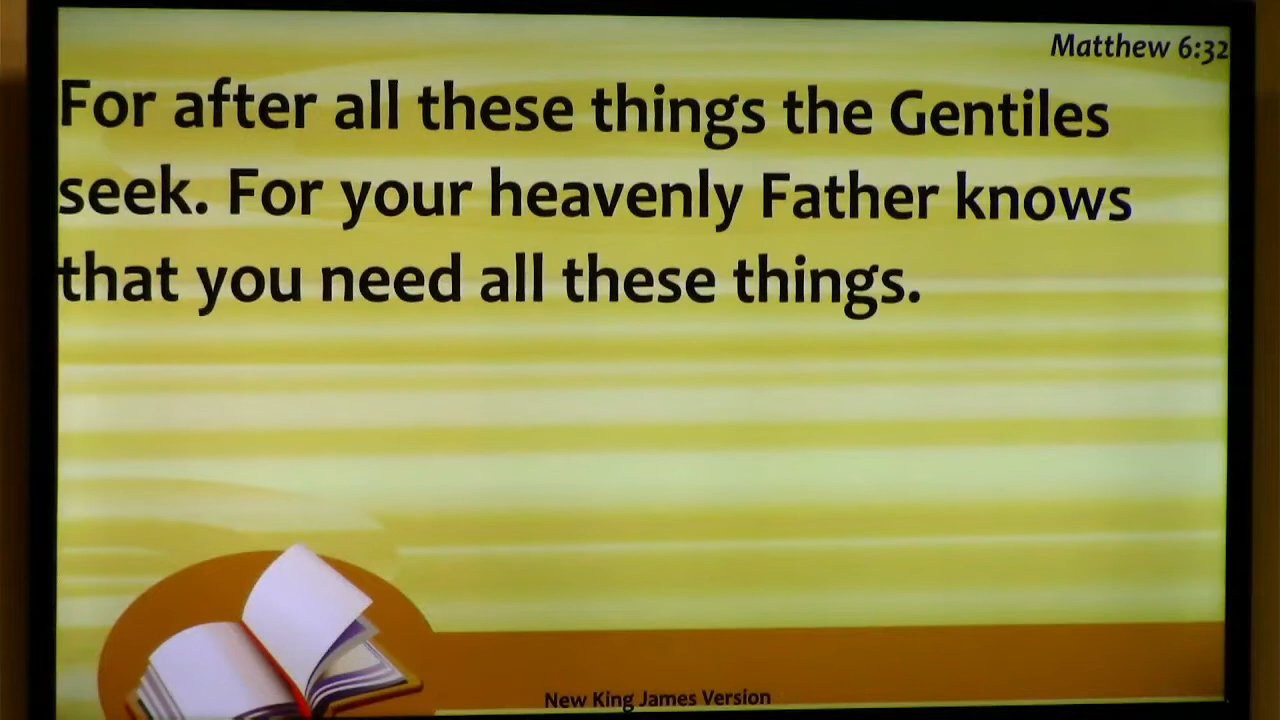 Matthew 6:32
For after all these things the Gentiles
seek. For your heavenly Father knows
that you need all these things.
New King James Version